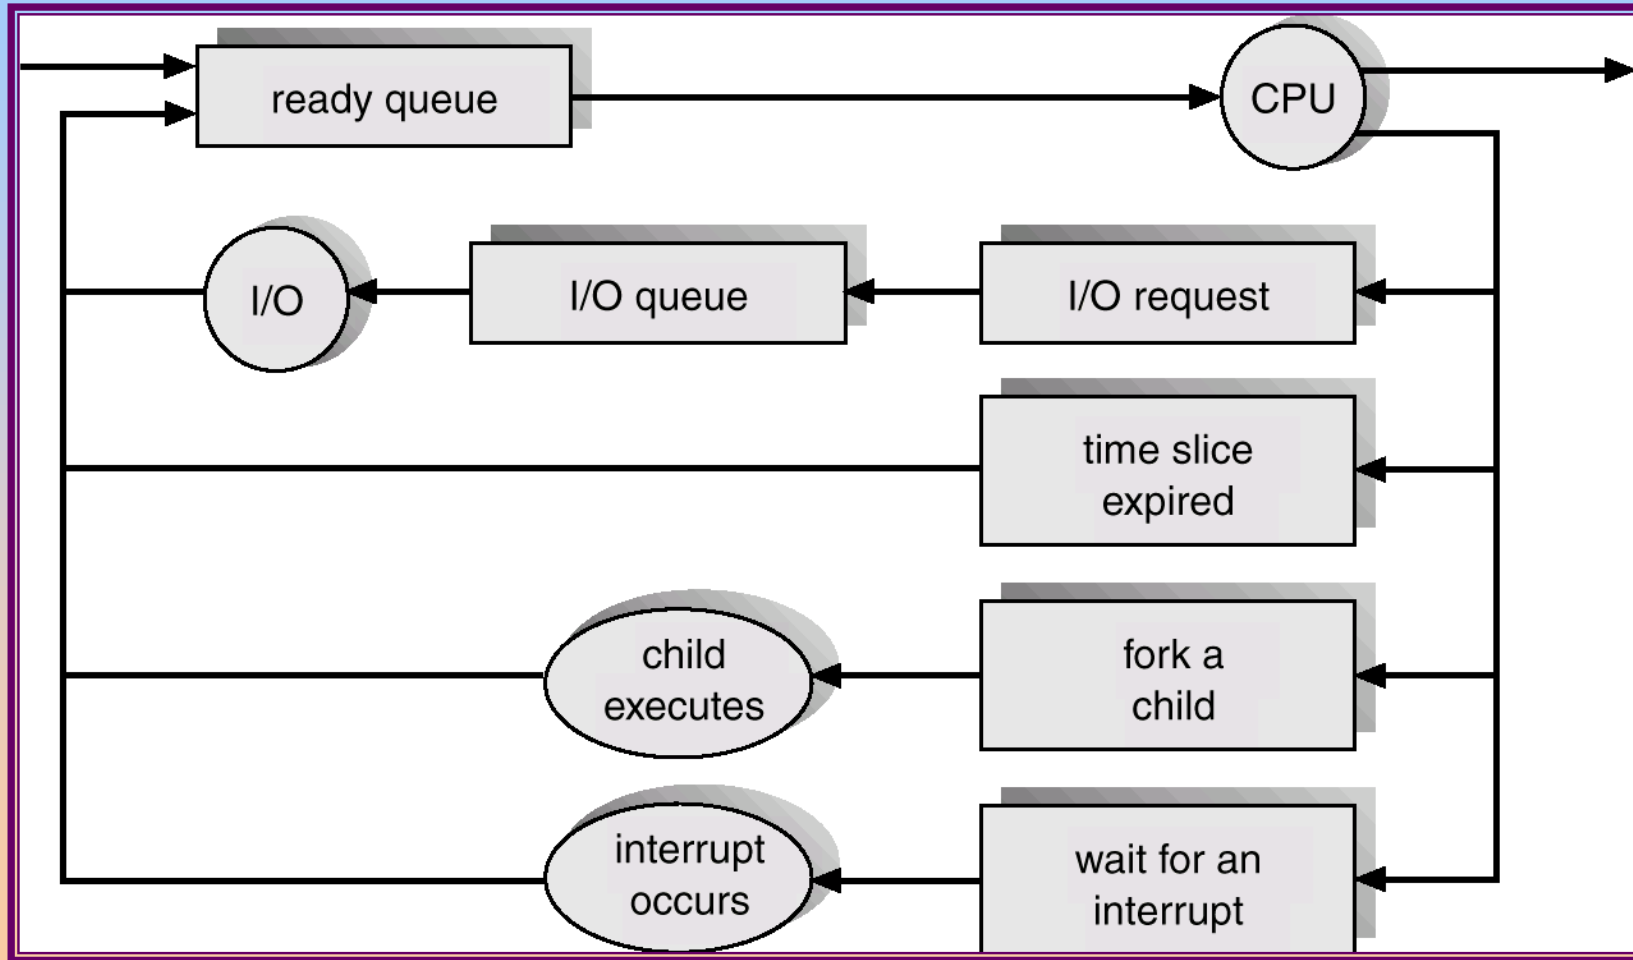 ready queue
CPU
I/O
I/O queue
I/O request
time slice
expired
child
executes
fork a
child
interrupt
occurs
wait for an
interrupt